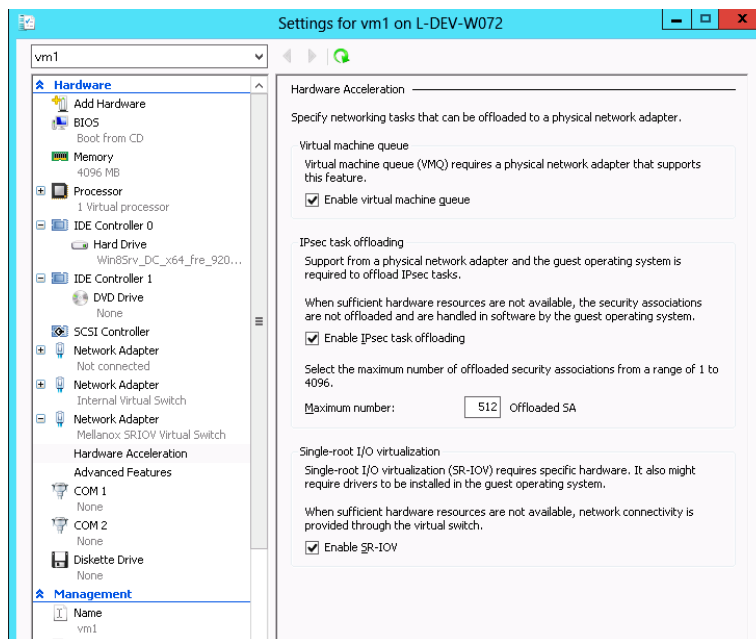 Settings for vm1 on L-DEV-W072
vm1
Hardware
Add Hardware
BIOS
Boot from CD
Memory
4096 MB
Processor
1 Virtual processor
IDE Controller 0
Hard Drive
Win8Srv_DC_x64_fre_920...
IDE Controller 1
DVD Drive
None
SCSI Controller
Network Adapter
Not connected
Network Adapter
Internal Virtual Switch
Network Adapter
Mellanox SRIOV Virtual Switch
Hardware Acceleration
Advanced Features
COM 1
None
COM 2
None
Diskette Drive
None
Management
Name
vm1
Hardware Acceleration
Specify networking tasks that can be offloaded to a physical network adapter.
Virtual machine queue
Virtual machine queue (VMQ) requires a physical network adapter that supports
this feature.
Enable virtual machine queue
IPsec task offloading
Support from a physical network adapter and the guest operating system is
required to offload IPsec tasks.
When sufficient hardware resources are not available, the security associations
are not offloaded and are handled in software by the guest operating system.
Enable IPsec task offloading
Select the maximum number of offloaded security associations from a range of 1 to
4096.
Maximum number: 512 Offloaded SA
Single-root I/O virtualization
Single-root I/O virtualization (SR-IOV) requires specific hardware. It also might
require drivers to be installed in the guest operating system.
When sufficient hardware resources are not available, network connectivity is
provided through the virtual switch.
Enable SR-IOV